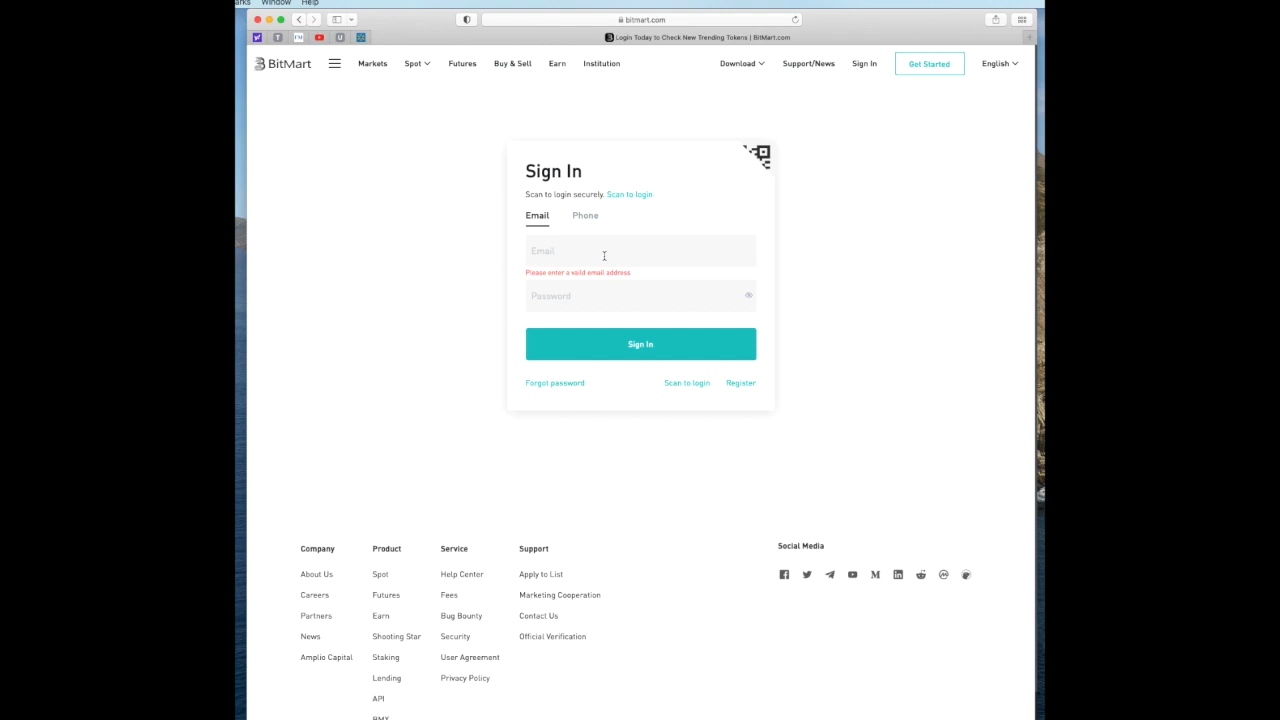 arks Window Help
bitmart.com
Login Today to Check New Trending Tokens | BitMart.com
BitMart Markets Spot Futures Buy & Sell Earn Institution Download Support/News Sign In Get Started English
Sign In
Scan to login securely. Scan to login
Email Phone
Email
Please enter a vaild email address
Password
Sign In
Forgot password Scan to login Register
Company Product Service Support Social Media
About Us Spot Help Center Apply to List
Careers Futures Fees Marketing Cooperation
Partners Earn Bug Bounty Contact Us
News Shooting Star Security Official Verification
Amplio Capital Staking User Agreement
Lending Privacy Policy
API
BMX